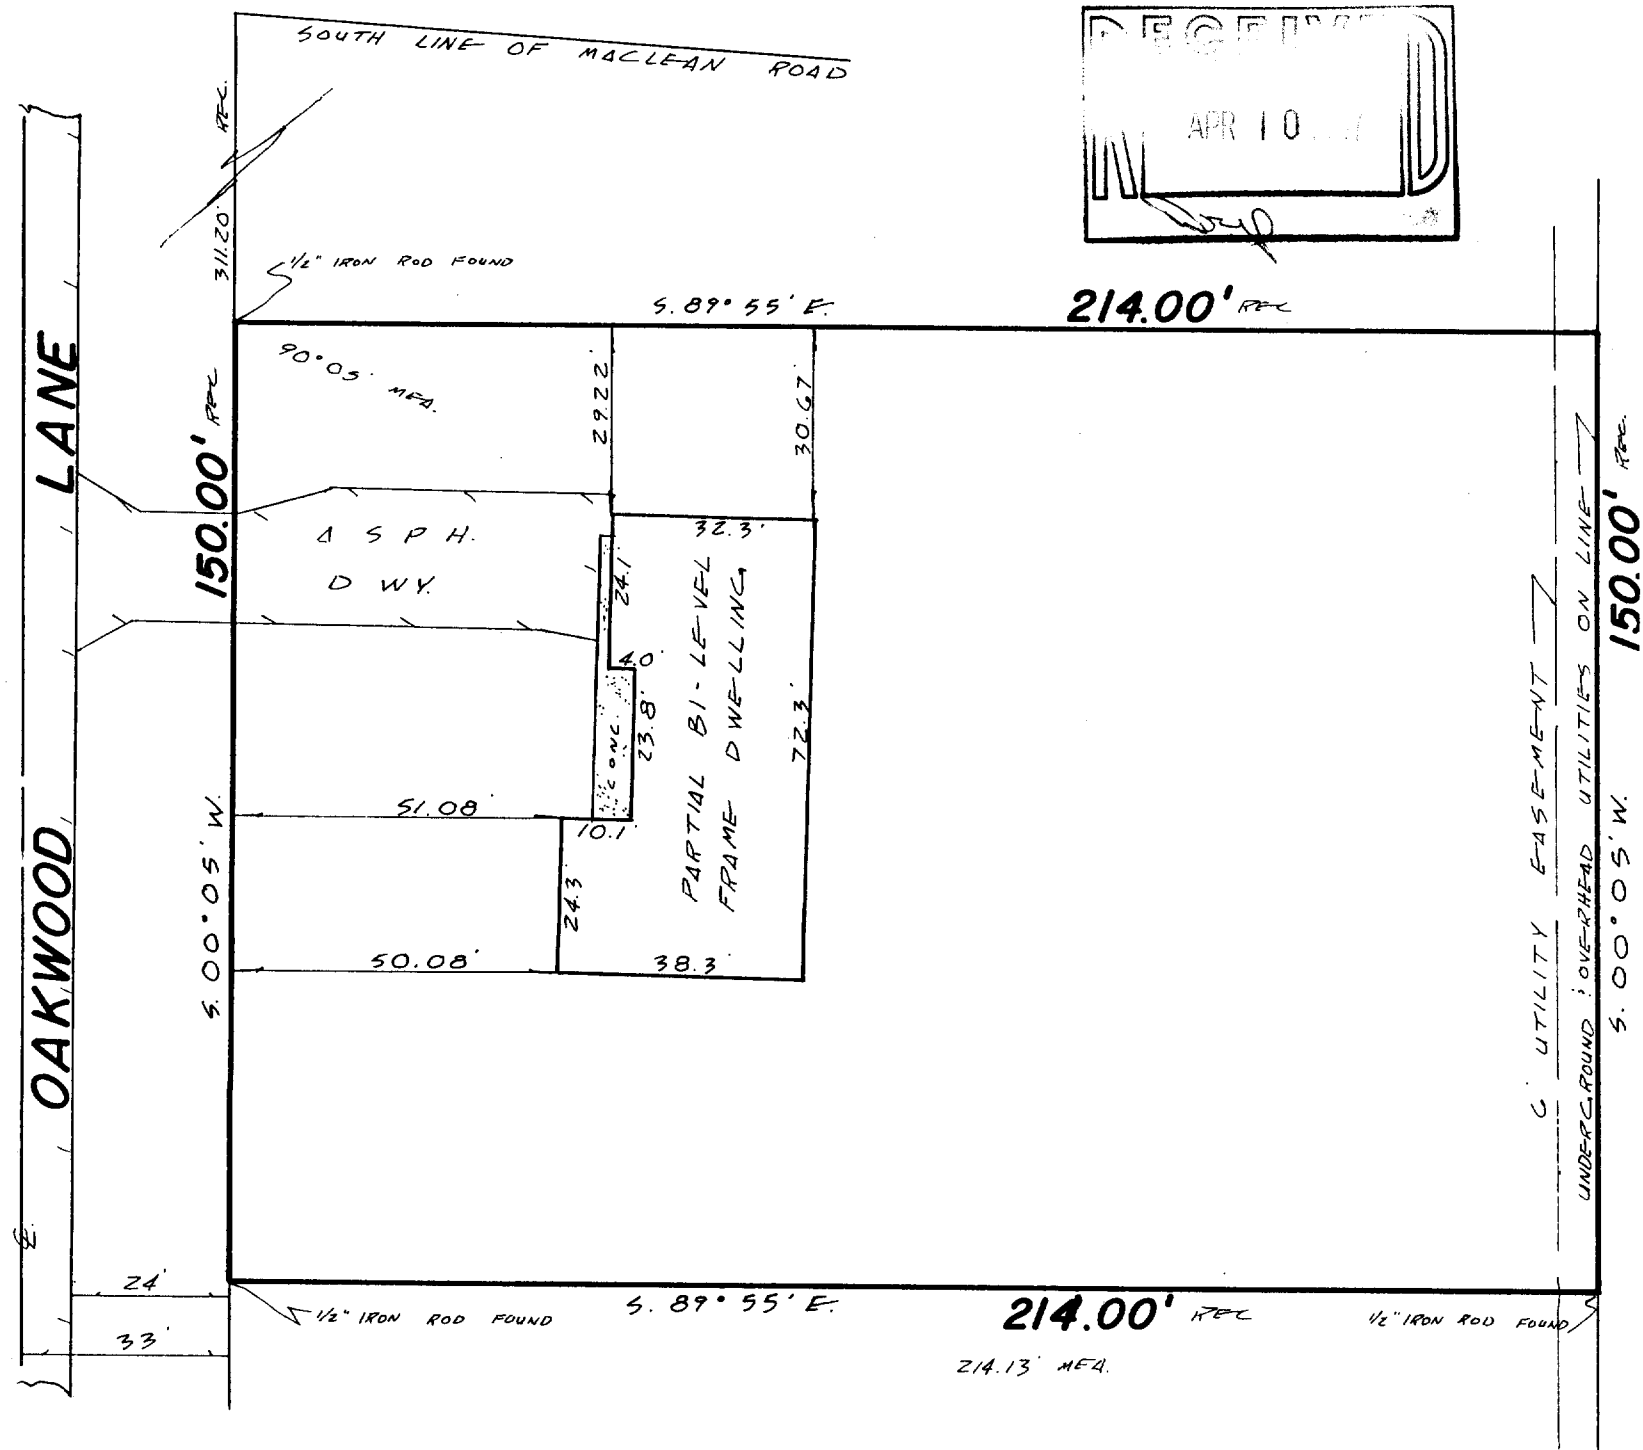 SOUTH LINE OF MACLEAN ROAD
RECEIVED
APR 10
311.20' REC.
1/2" IRON ROD FOUND
S. 89° 55' E.
214.00' REC
90°05' MEA.
29.22'
30.67'
OAKWOOD LANE
150.00' REC
S. 00°05' W.
ASPH.
DWY.
32.3'
24.1'
4.0'
23.8'
CONC.
PARTIAL BI-LEVEL
FRAME DWELLING
72.3'
51.08'
10.1'
24.3'
50.08'
38.3'
6' UTILITY EASEMENT
UNDERGROUND & OVERHEAD UTILITIES ON LINE
150.00' REC.
S. 00°05' W.
24'
33'
1/2" IRON ROD FOUND
S. 89° 55' E.
214.00' REC
1/2" IRON ROD FOUND
214.13' MEA.